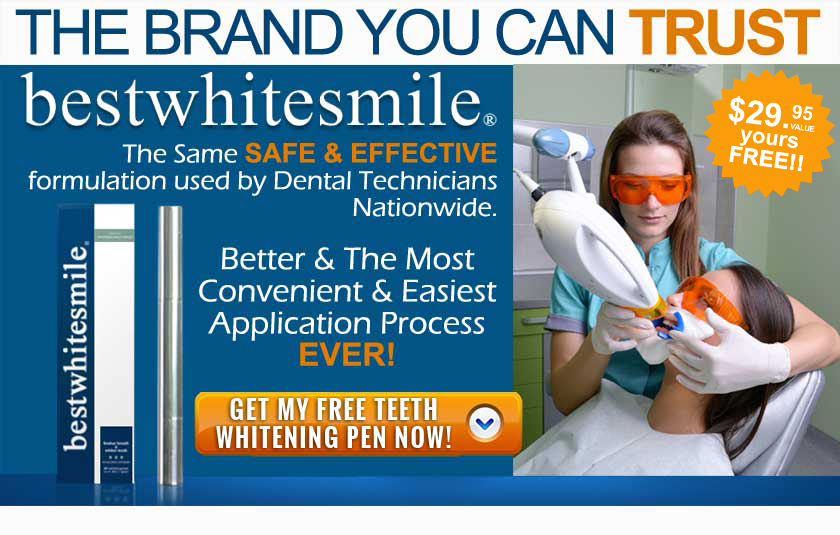 THE BRAND YOU CAN TRUST
bestwhitesmile®
The Same SAFE & EFFECTIVE
formulation used by Dental Technicians
Nationwide.
$29.95
VALUE
yours
FREE!!
bestwhitesmile®
Better & The Most
Convenient & Easiest
Application Process
EVER!
GET MY FREE TEETH
WHITENING PEN NOW!